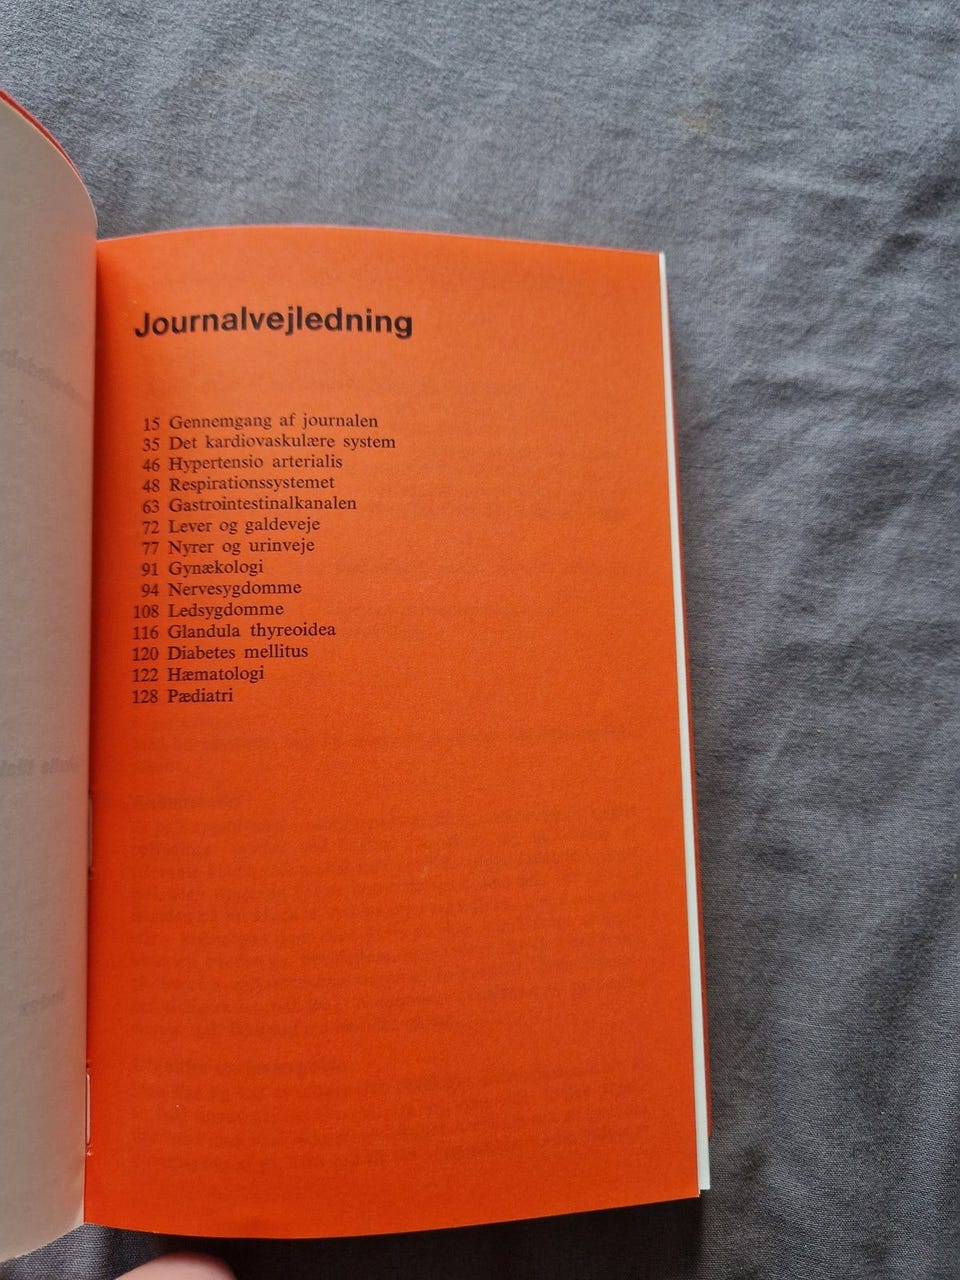 Journalvejledning
15 Gennemgang af journalen
35 Det kardiovaskulære system
46 Hypertensio arterialis
48 Respirationssystemet
63 Gastrointestinalkanalen
72 Lever og galdeveje
77 Nyrer og urinveje
91 Gynækologi
94 Nervesygdomme
108 Ledsygdomme
116 Glandula thyreoidea
120 Diabetes mellitus
122 Hæmatologi
128 Pædiatri